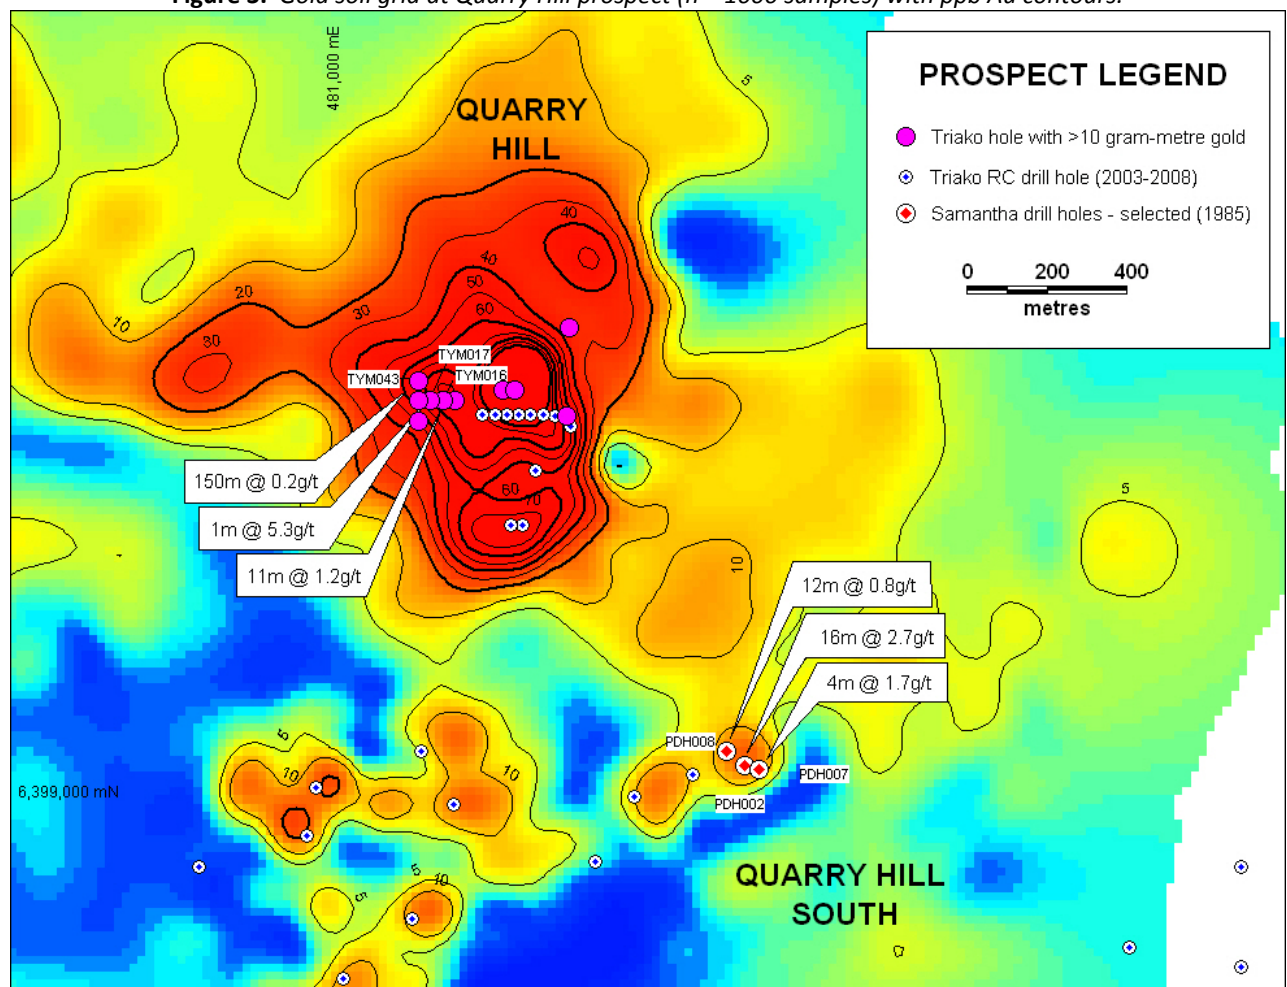 481,000 mE
5
QUARRY
HILL
PROSPECT LEGEND
Triako hole with >10 gram-metre gold
Triako RC drill hole (2003-2008)
Samantha drill holes - selected (1985)
0 200 400
metres
40
40
50
60
20
30
10
30
TYM017
TYM016
TYM043
150m @ 0.2g/t
1m @ 5.3g/t
11m @ 1.2g/t
60
70
5
10
12m @ 0.8g/t
16m @ 2.7g/t
4m @ 1.7g/t
PDH008
PDH007
PDH002
5
10
10
6,399,000 mN
5
10
5
QUARRY HILL
SOUTH